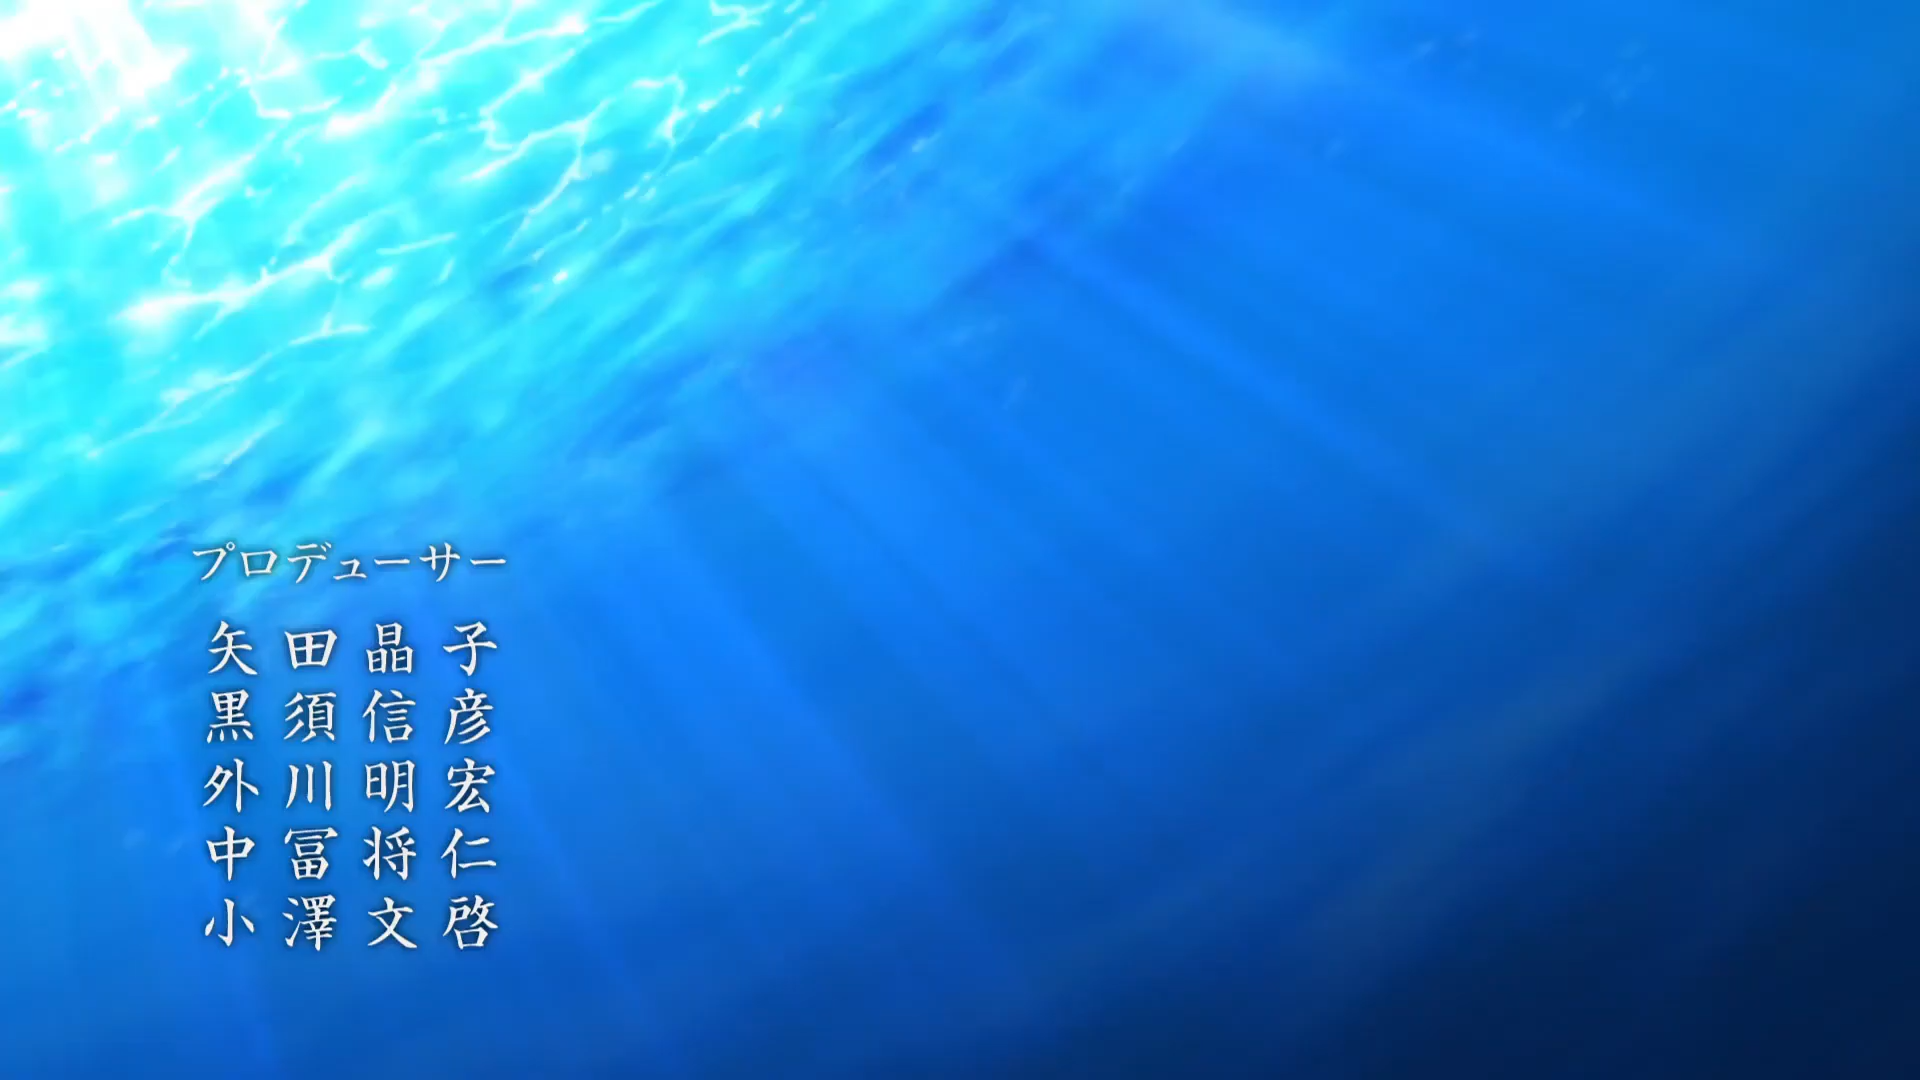 プロデューサー
矢田晶子
黒須信彦
外川明宏
中冨将仁
小澤文啓